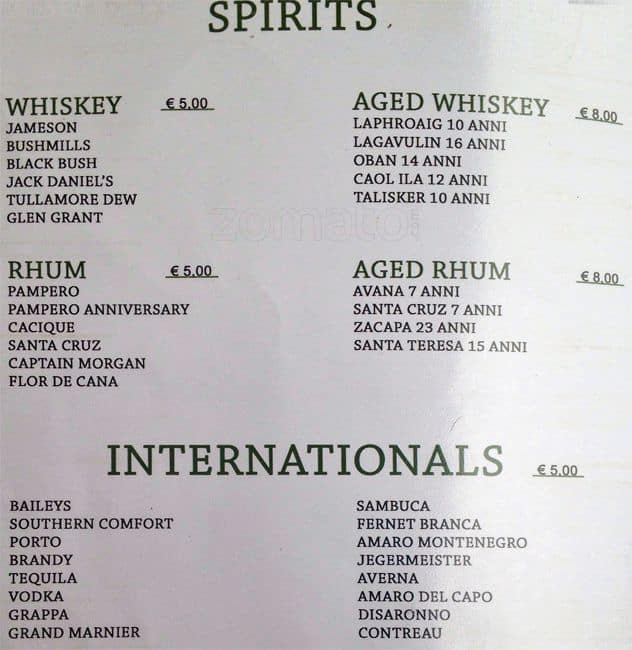 SPIRITS
WHISKEY € 5.00
JAMESON
BUSHMILLS
BLACK BUSH
JACK DANIEL'S
TULLAMORE DEW
GLEN GRANT
AGED WHISKEY € 8.00
LAPHROAIG 10 ANNI
LAGAVULIN 16 ANNI
OBAN 14 ANNI
CAOL ILA 12 ANNI
TALISKER 10 ANNI
zomato
RHUM € 5.00
PAMPERO
PAMPERO ANNIVERSARY
CACIQUE
SANTA CRUZ
CAPTAIN MORGAN
FLOR DE CANA
AGED RHUM € 8.00
AVANA 7 ANNI
SANTA CRUZ 7 ANNI
ZACAPA 23 ANNI
SANTA TERESA 15 ANNI
INTERNATIONALS € 5.00
BAILEYS
SOUTHERN COMFORT
PORTO
BRANDY
TEQUILA
VODKA
GRAPPA
GRAND MARNIER
SAMBUCA
FERNET BRANCA
AMARO MONTENEGRO
JEGERMEISTER
AVERNA
AMARO DEL CAPO
DISARONNO
CONTREAU